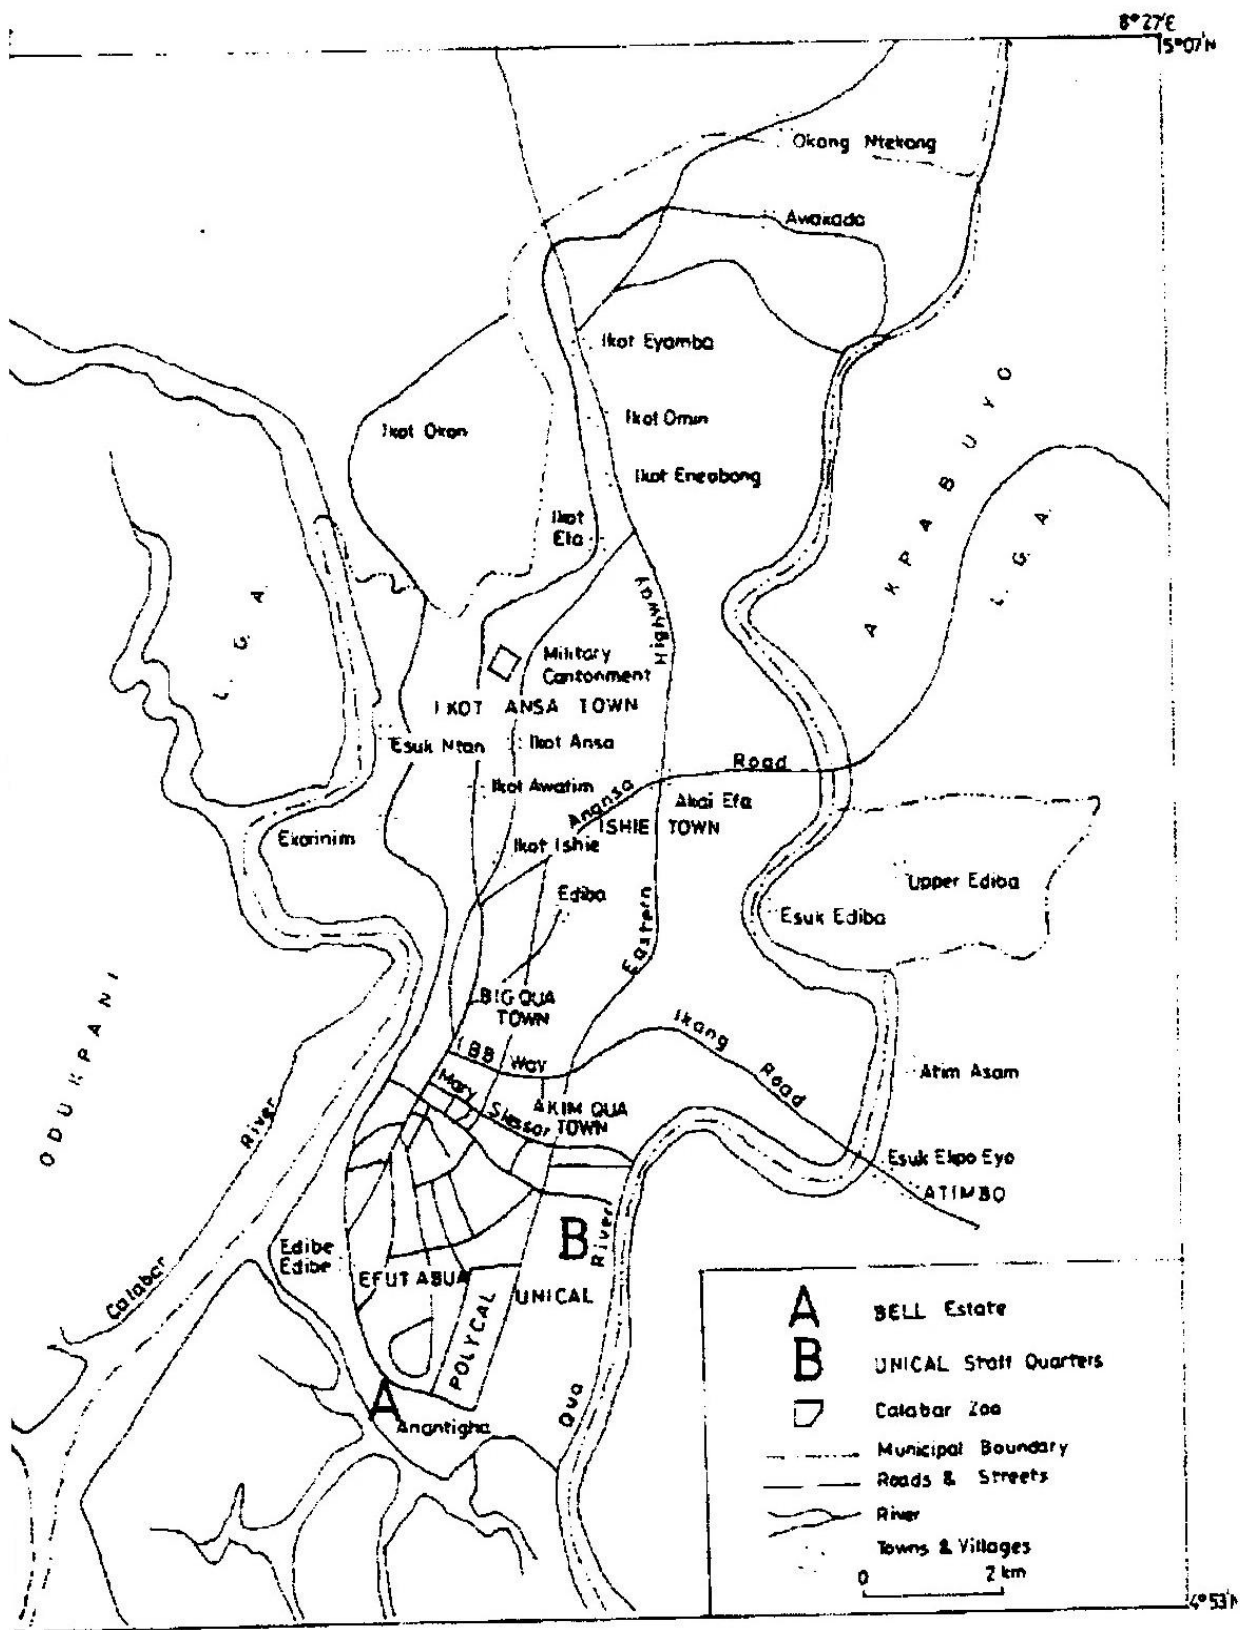 8°27'E
5°07'N
Okang Ntekang
Awakada
Ikot Eyamba
Ikot Okon
Ikot Omin
Ikot Eneobong
Ikot
Efa
AKPABUYO
L.G.A.
L.G.A.
Highway
Military
Cantonment
IKOT ANSA TOWN
Esuk Ntan
Ikot Ansa
Road
Ikot Awatim
Anansa
Akai Efa
ISHIE TOWN
Ekorinim
Ikot Ishie
Ediba
Upper Ediba
Esuk Ediba
Eastern
ODUKPANI
BIG QUA
TOWN
IBB Way
Ikang
Road
Atim Asam
Mary
Slessor
AKIM QUA
TOWN
River
Esuk Ekpo Eyo
ATIMBO
B
River
Edibe
Edibe
EFUT ABUA
UNICAL
Calabar
POLYCAL
A
Anantigha
Qua
A BELL Estate
B UNICAL Staff Quarters
Calabar Zoo
Municipal Boundary
Roads & Streets
River
Towns & Villages
0 2 km
4°53'N